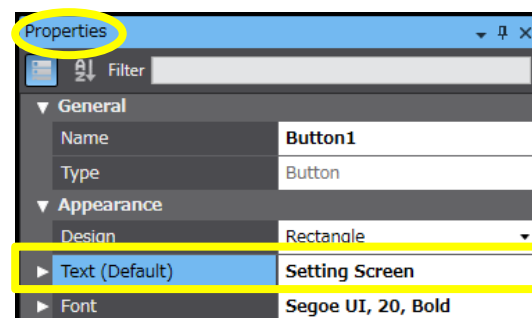 Properties
Filter
General
Name Button1
Type Button
Appearance
Design Rectangle
Text (Default) Setting Screen
Font Segoe UI, 20, Bold